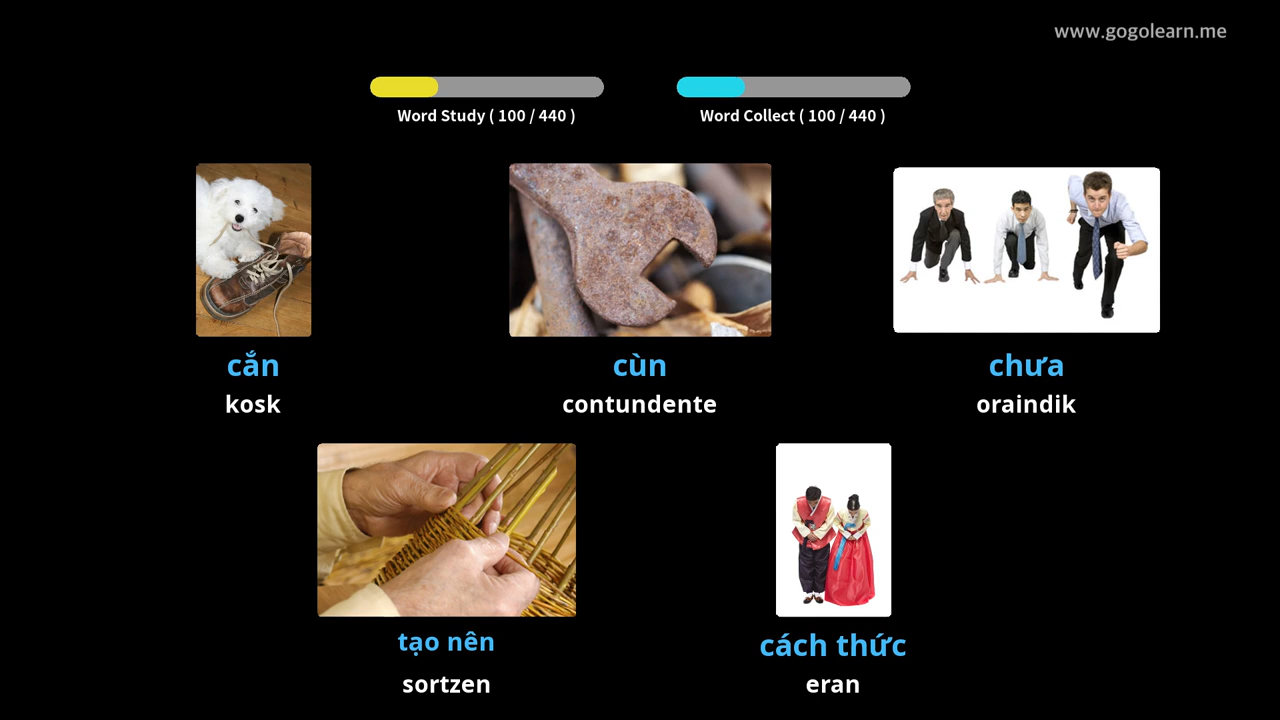 www.gogolearn.me
Word Study ( 100 / 440 )
Word Collect ( 100 / 440 )
cắn
kosk
cùn
contundente
chưa
oraindik
tạo nên
sortzen
cách thức
eran